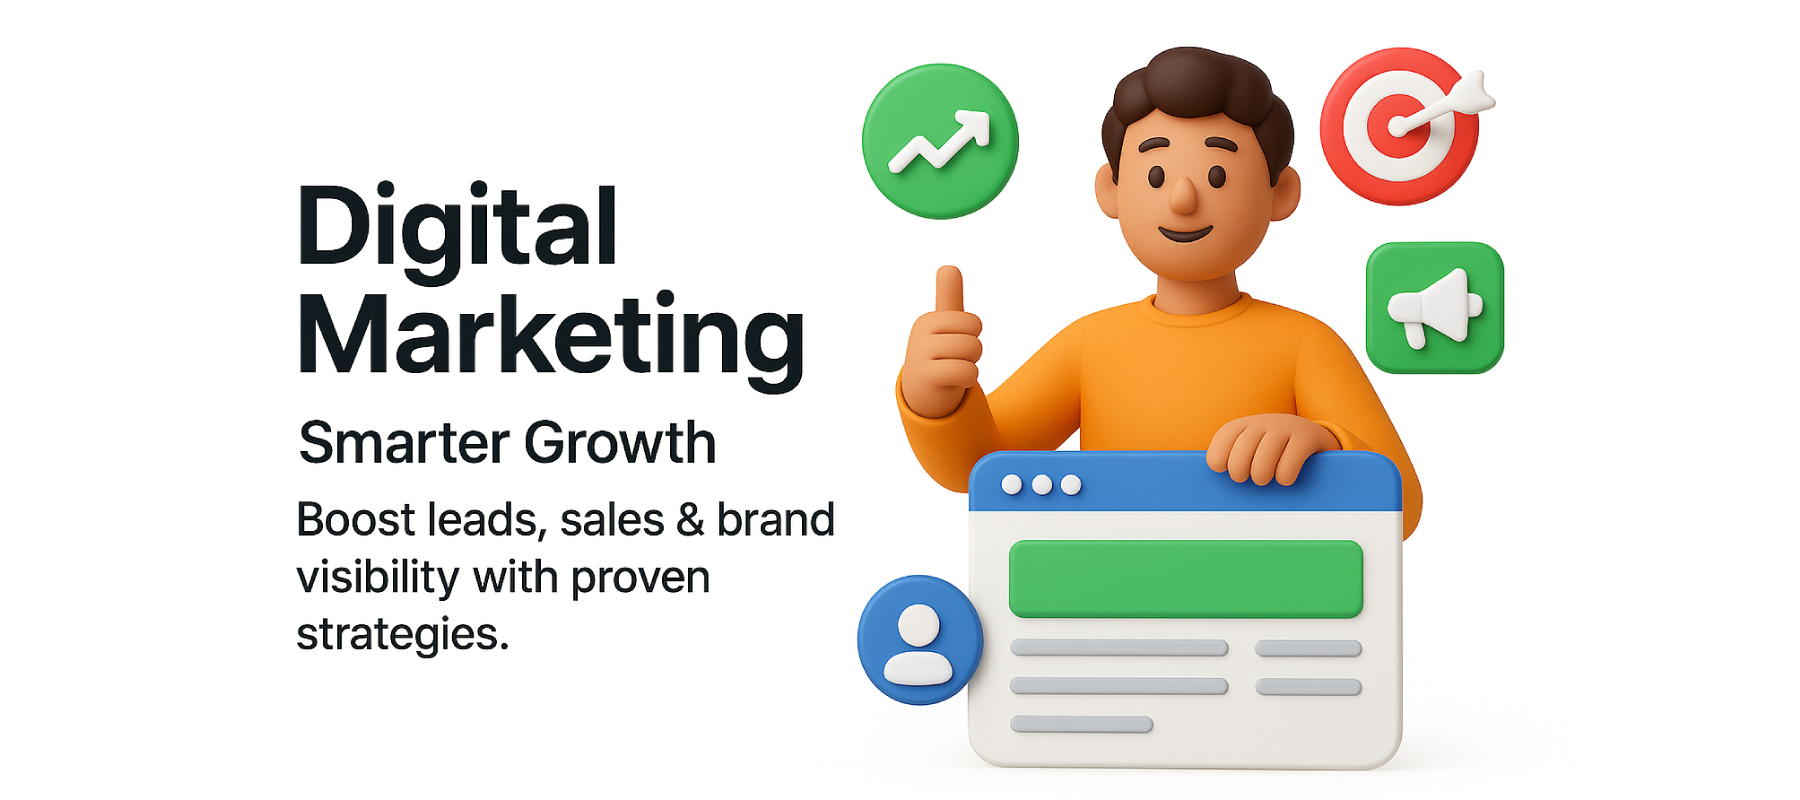 Digital
Marketing
Smarter Growth
Boost leads, sales & brand
visibility with proven
strategies.